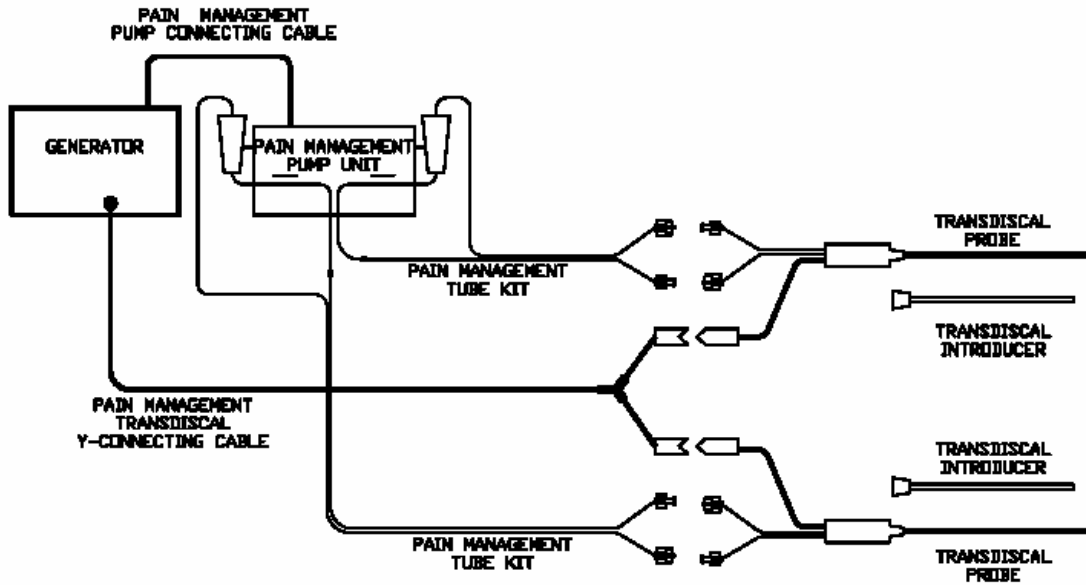 PAIN MANAGEMENT
PUMP CONNECTING CABLE
GENERATOR
PAIN MANAGEMENT
PUMP UNIT
TRANSDISCAL
PROBE
PAIN MANAGEMENT
TUBE KIT
TRANSDISCAL
INTRODUCER
PAIN MANAGEMENT
TRANSDISCAL
Y-CONNECTING CABLE
TRANSDISCAL
INTRODUCER
PAIN MANAGEMENT
TUBE KIT
TRANSDISCAL
PROBE